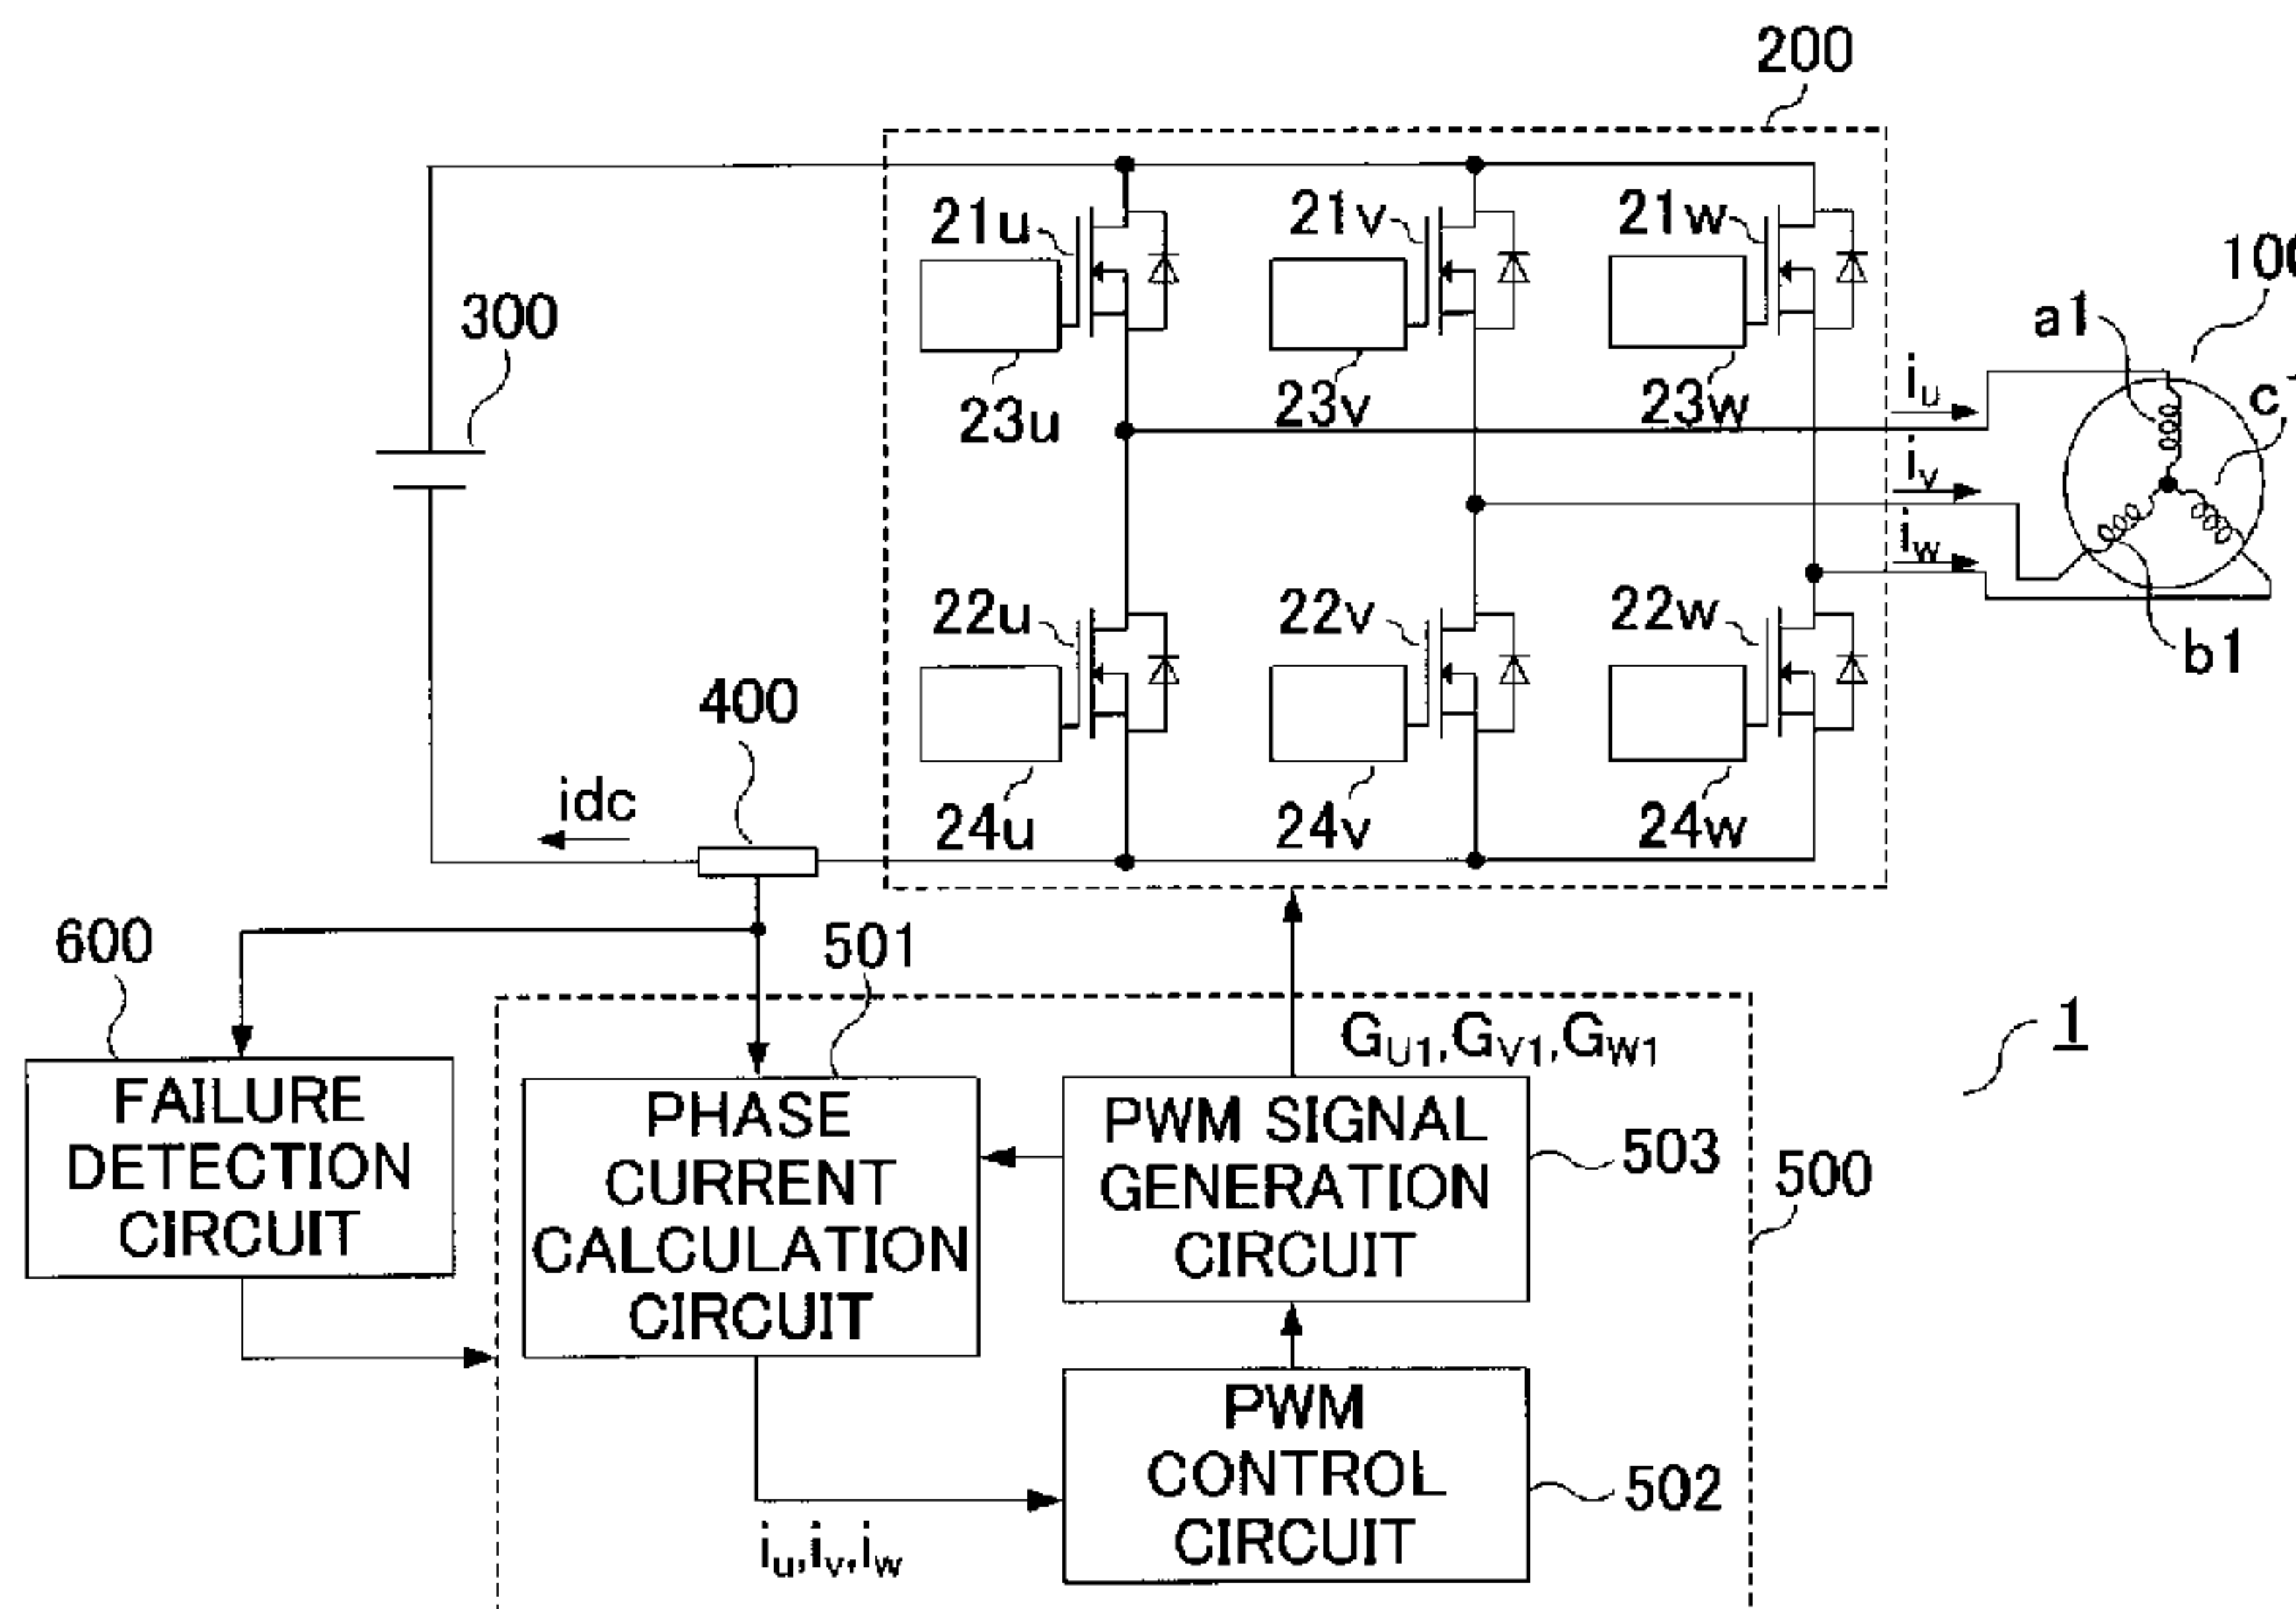 200
21u
21v
21w
300
a1
23u
23v
23w
iu
iv
iw
22u
22v
22w
b1
400
idc
24u
24v
24w
600
501
GU1,GV1,GW1
1
FAILURE
DETECTION
CIRCUIT
PHASE
CURRENT
CALCULATION
CIRCUIT
PWM SIGNAL
GENERATION
CIRCUIT
503
500
PWM
CONTROL
CIRCUIT
502
iu,iv,iw